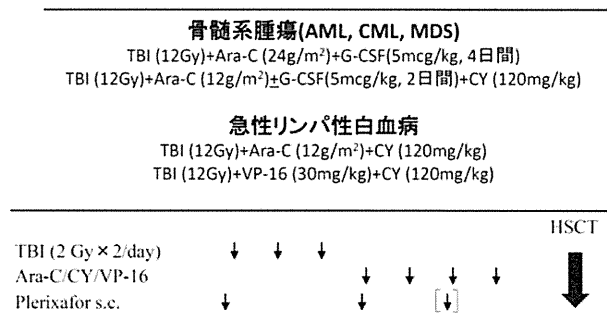 骨髄系腫瘍(AML, CML, MDS)
TBI (12Gy)+Ara-C (24g/m²)+G-CSF(5mcg/kg, 4日間)
TBI (12Gy)+Ara-C (12g/m²)±G-CSF(5mcg/kg, 2日間)+CY (120mg/kg)
急性リンパ性白血病
TBI (12Gy)+Ara-C (12g/m²)+CY (120mg/kg)
TBI (12Gy)+VP-16 (30mg/kg)+CY (120mg/kg)
HSCT
TBI (2 Gy×2/day) ↓ ↓ ↓
Ara-C/CY/VP-16 ↓ ↓ ↓ ↓
Plerixafor s.c. ↓ ↓ [↓]